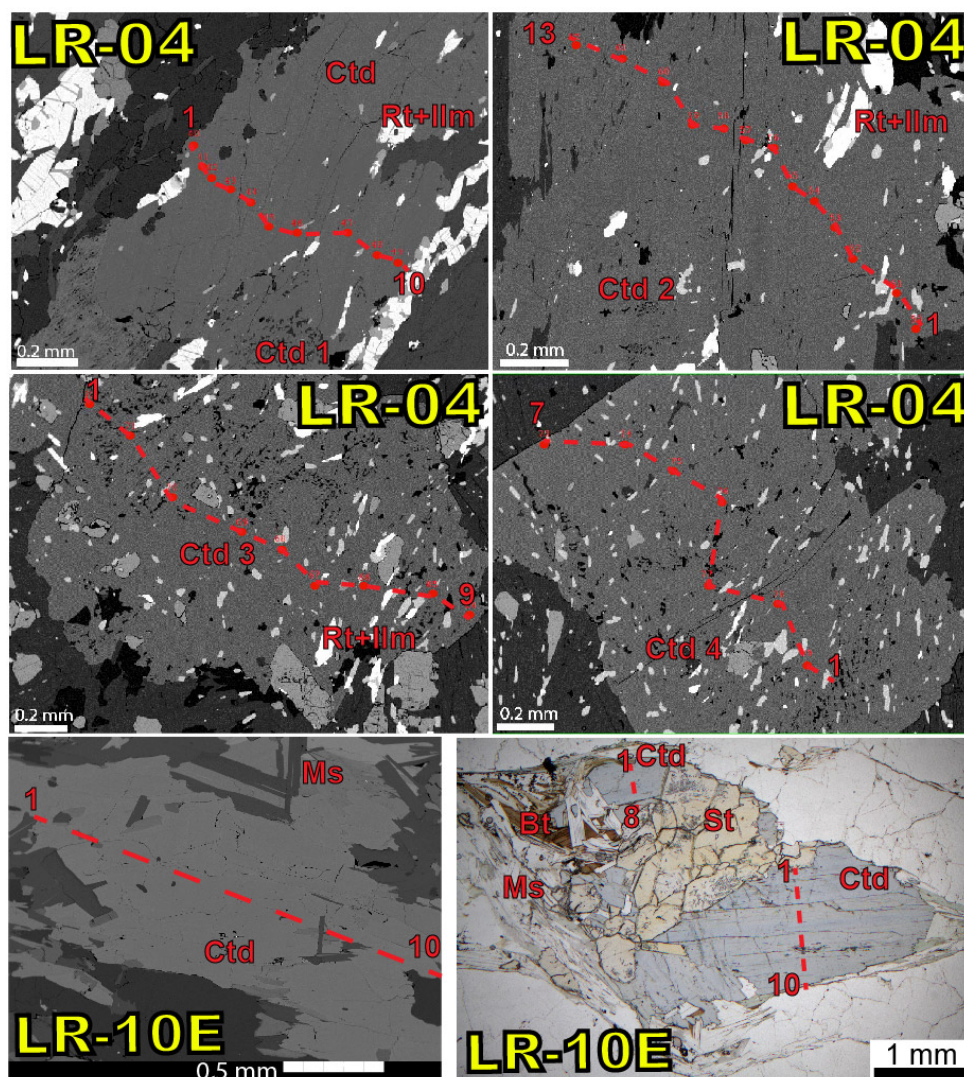 LR-04
Ctd
Rt+Ilm
1
10
Ctd 1
0.2 mm
LR-04
13
Rt+Ilm
Ctd 2
1
0.2 mm
LR-04
1
Ctd 3
9
Rt+Ilm
0.2 mm
LR-04
7
Ctd 4
1
0.2 mm
Ms
1
Ctd
10
LR-10E
0.5 mm
Ctd
1
8
Bt
St
Ms
1
Ctd
10
LR-10E
1 mm